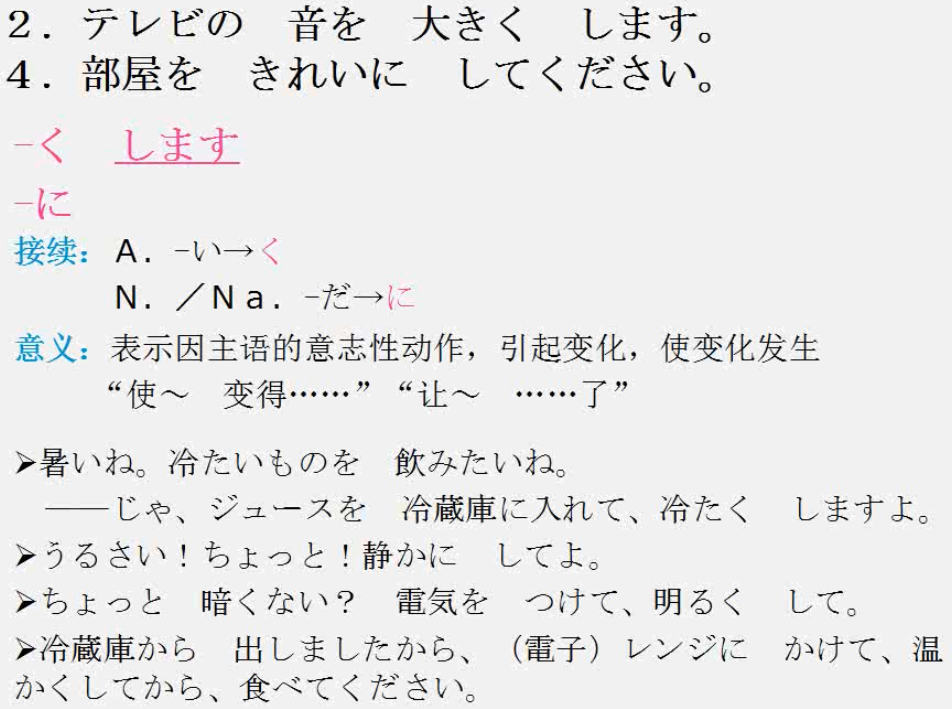 ２．テレビの　音を　大きく　します。
４．部屋を　きれいに　してください。
-く　します
-に
接续：Ａ．-い→く
Ｎ．／Ｎａ．-だ→に
意义：表示因主语的意志性动作，引起变化，使变化发生
“使～　变得……”“让～　……了”
➢暑いね。冷たいものを　飲みたいね。
――じゃ、ジュースを　冷蔵庫に入れて、冷たく　しますよ。
➢うるさい！ちょっと！静かに　してよ。
➢ちょっと　暗くない？　電気を　つけて、明るく　して。
➢冷蔵庫から　出しましたから、（電子）レンジに　かけて、温
かくしてから、食べてください。